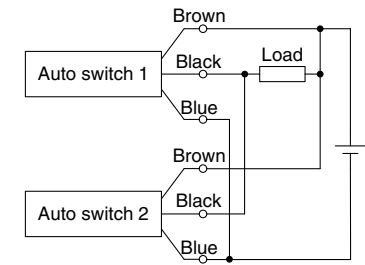 Brown
Auto switch 1
Black
Load
Blue
Brown
Auto switch 2
Black
Blue